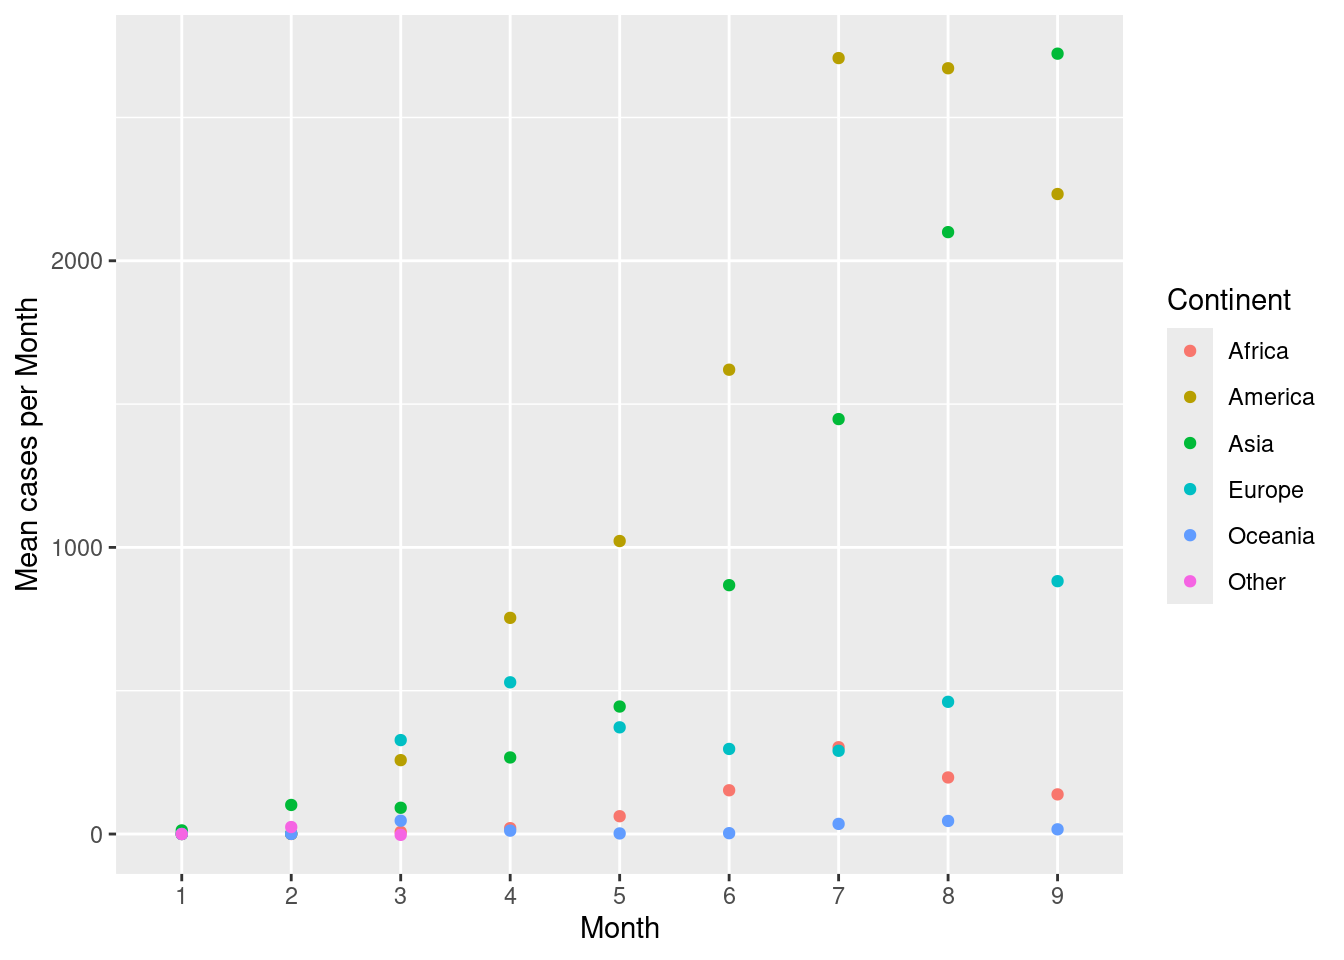 Mean cases per Month
2000
1000
0
1 2 3 4 5 6 7 8 9
Month
Continent
Africa
America
Asia
Europe
Oceania
Other